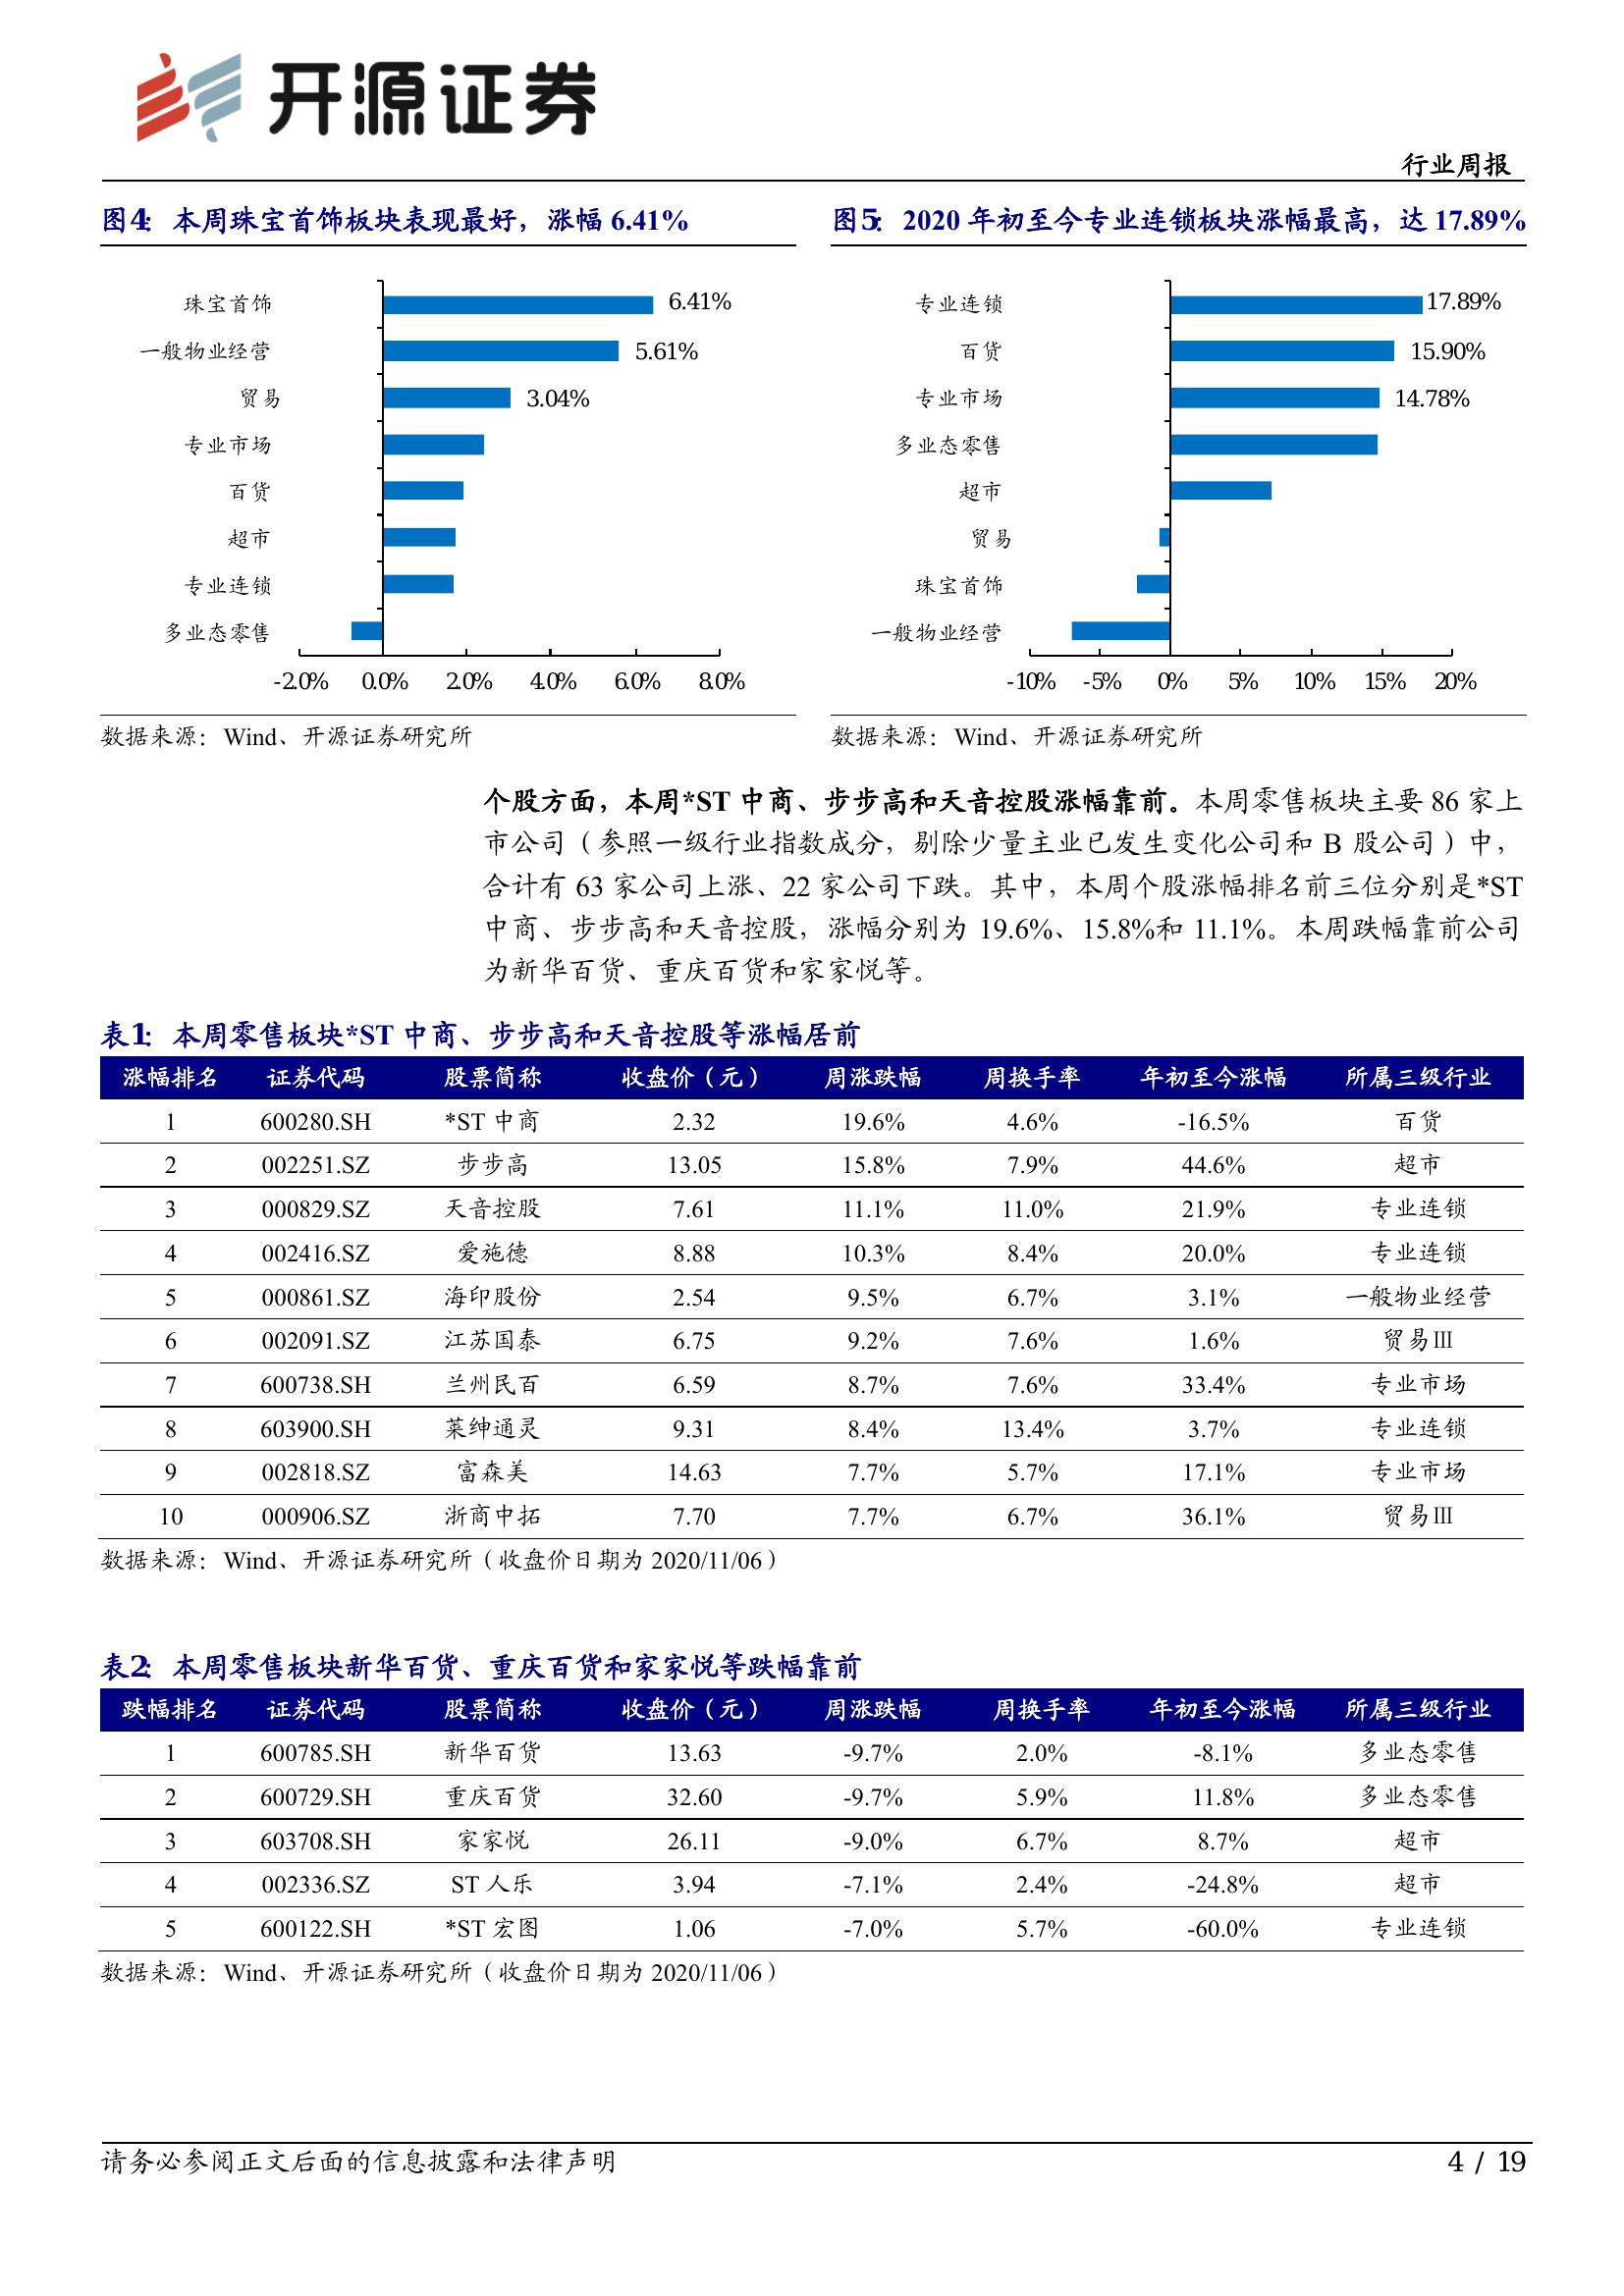 开源证券
行业周报
图4： 本周珠宝首饰板块表现最好，涨幅 6.41%
珠宝首饰 6.41%
一般物业经营 5.61%
贸易 3.04%
专业市场
百货
超市
专业连锁
多业态零售
-2.0% 0.0% 2.0% 4.0% 6.0% 8.0%
数据来源：Wind、开源证券研究所
图5： 2020 年初至今专业连锁板块涨幅最高，达 17.89%
专业连锁 17.89%
百货 15.90%
专业市场 14.78%
多业态零售
超市
贸易
珠宝首饰
一般物业经营
-10% -5% 0% 5% 10% 15% 20%
数据来源：Wind、开源证券研究所
个股方面，本周*ST 中商、步步高和天音控股涨幅靠前。本周零售板块主要 86 家上
市公司（参照一级行业指数成分，剔除少量主业已发生变化公司和 B 股公司）中，
合计有 63 家公司上涨、22 家公司下跌。其中，本周个股涨幅排名前三位分别是*ST
中商、步步高和天音控股，涨幅分别为 19.6%、15.8%和 11.1%。本周跌幅靠前公司
为新华百货、重庆百货和家家悦等。
表1： 本周零售板块*ST 中商、步步高和天音控股等涨幅居前
涨幅排名 证券代码 股票简称 收盘价（元） 周涨跌幅 周换手率 年初至今涨幅 所属三级行业
1 600280.SH *ST 中商 2.32 19.6% 4.6% -16.5% 百货
2 002251.SZ 步步高 13.05 15.8% 7.9% 44.6% 超市
3 000829.SZ 天音控股 7.61 11.1% 11.0% 21.9% 专业连锁
4 002416.SZ 爱施德 8.88 10.3% 8.4% 20.0% 专业连锁
5 000861.SZ 海印股份 2.54 9.5% 6.7% 3.1% 一般物业经营
6 002091.SZ 江苏国泰 6.75 9.2% 7.6% 1.6% 贸易Ⅲ
7 600738.SH 兰州民百 6.59 8.7% 7.6% 33.4% 专业市场
8 603900.SH 莱绅通灵 9.31 8.4% 13.4% 3.7% 专业连锁
9 002818.SZ 富森美 14.63 7.7% 5.7% 17.1% 专业市场
10 000906.SZ 浙商中拓 7.70 7.7% 6.7% 36.1% 贸易Ⅲ
数据来源：Wind、开源证券研究所（收盘价日期为 2020/11/06）
表2： 本周零售板块新华百货、重庆百货和家家悦等跌幅靠前
跌幅排名 证券代码 股票简称 收盘价（元） 周涨跌幅 周换手率 年初至今涨幅 所属三级行业
1 600785.SH 新华百货 13.63 -9.7% 2.0% -8.1% 多业态零售
2 600729.SH 重庆百货 32.60 -9.7% 5.9% 11.8% 多业态零售
3 603708.SH 家家悦 26.11 -9.0% 6.7% 8.7% 超市
4 002336.SZ ST 人乐 3.94 -7.1% 2.4% -24.8% 超市
5 600122.SH *ST 宏图 1.06 -7.0% 5.7% -60.0% 专业连锁
数据来源：Wind、开源证券研究所（收盘价日期为 2020/11/06）
请务必参阅正文后面的信息披露和法律声明 4 / 19